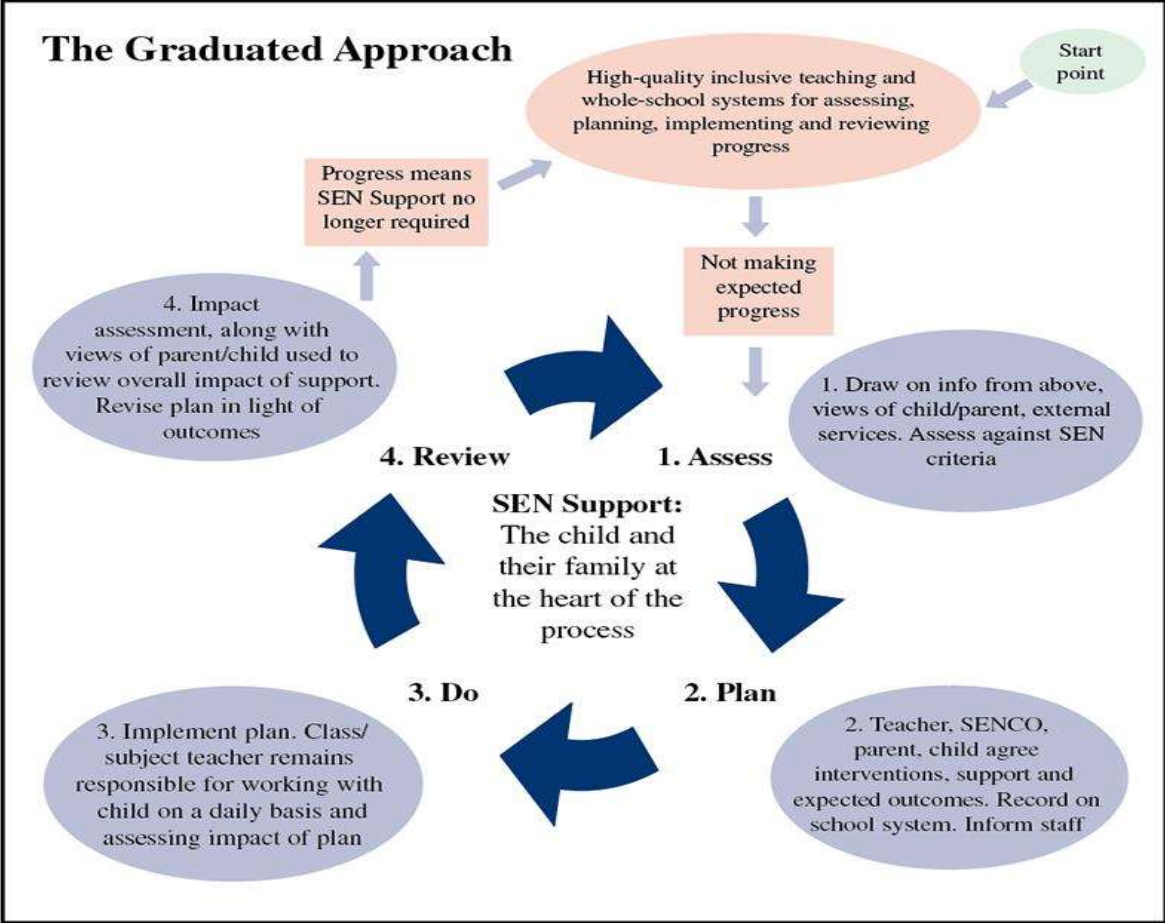 The Graduated Approach
Start
point
High-quality inclusive teaching and
whole-school systems for assessing,
planning, implementing and reviewing
progress
Progress means
SEN Support no
longer required
Not making
expected
progress
4. Impact
assessment, along with
views of parent/child used to
review overall impact of support.
Revise plan in light of
outcomes
1. Draw on info from above,
views of child/parent, external
services. Assess against SEN
criteria
4. Review
1. Assess
SEN Support:
The child and
their family at
the heart of the
process
3. Do
2. Plan
3. Implement plan. Class/
subject teacher remains
responsible for working with
child on a daily basis and
assessing impact of plan
2. Teacher, SENCO,
parent, child agree
interventions, support and
expected outcomes. Record on
school system. Inform staff